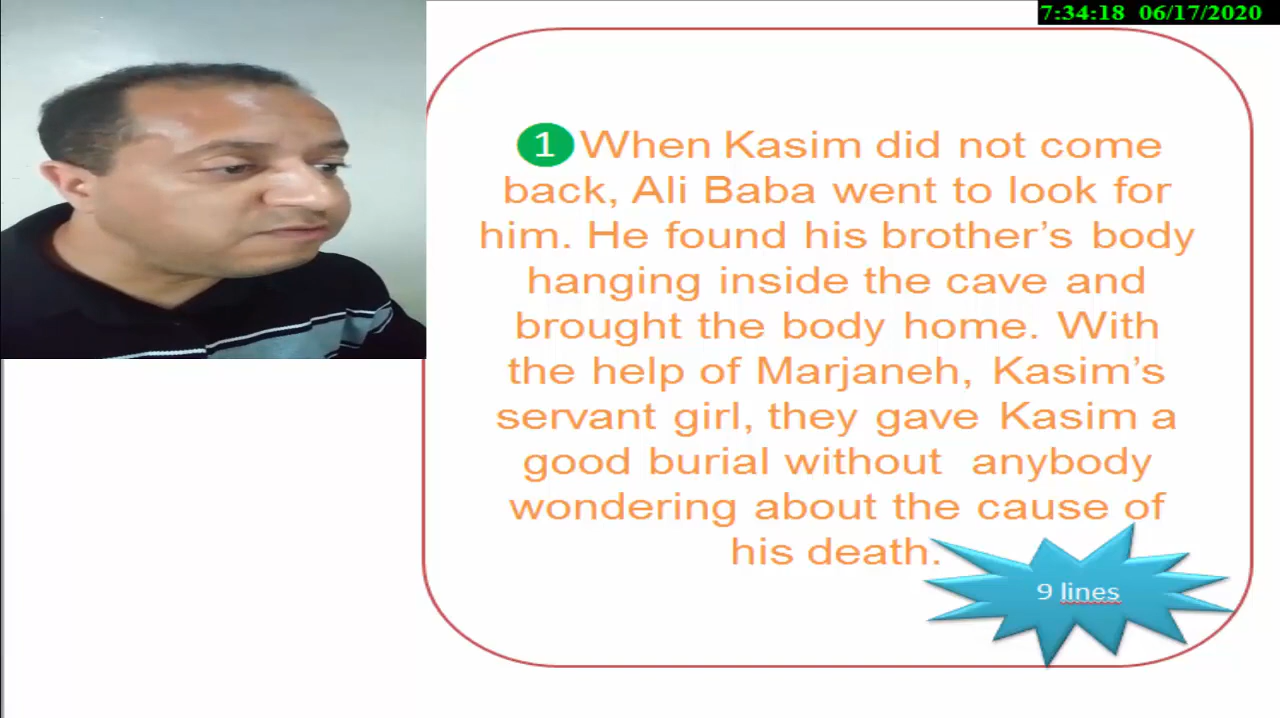 7:34:18 06/17/2020
1 When Kasim did not come
back, Ali Baba went to look for
him. He found his brother’s body
hanging inside the cave and
brought the body home. With
the help of Marjaneh, Kasim’s
servant girl, they gave Kasim a
good burial without anybody
wondering about the cause of
his death.
9 lines